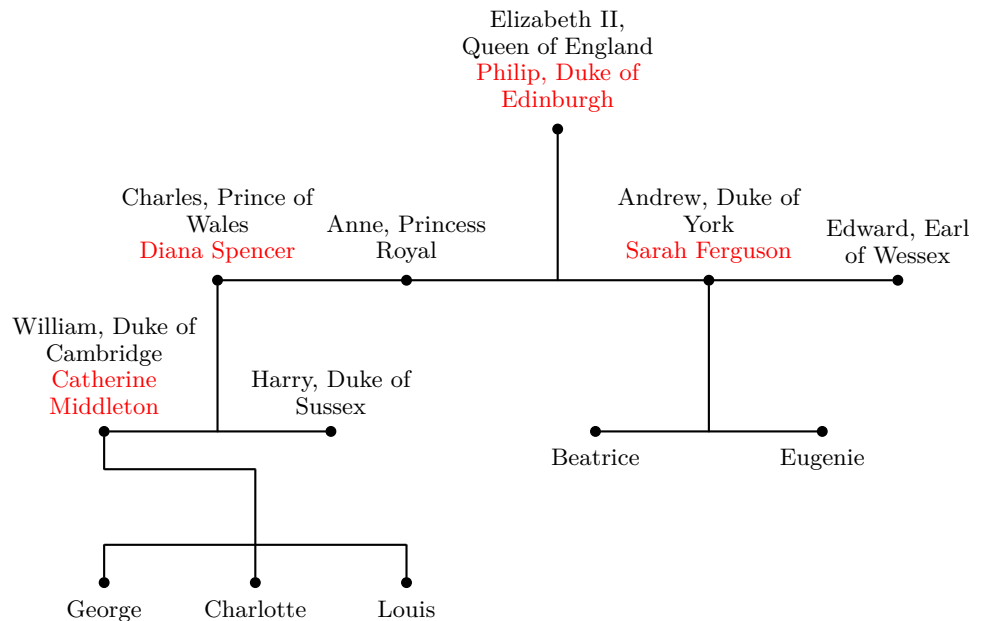 Elizabeth II,
Queen of England
Philip, Duke of
Edinburgh
Charles, Prince of
Wales
Diana Spencer
Anne, Princess
Royal
Andrew, Duke of
York
Sarah Ferguson
Edward, Earl
of Wessex
William, Duke of
Cambridge
Catherine
Middleton
Harry, Duke of
Sussex
Beatrice
Eugenie
George
Charlotte
Louis